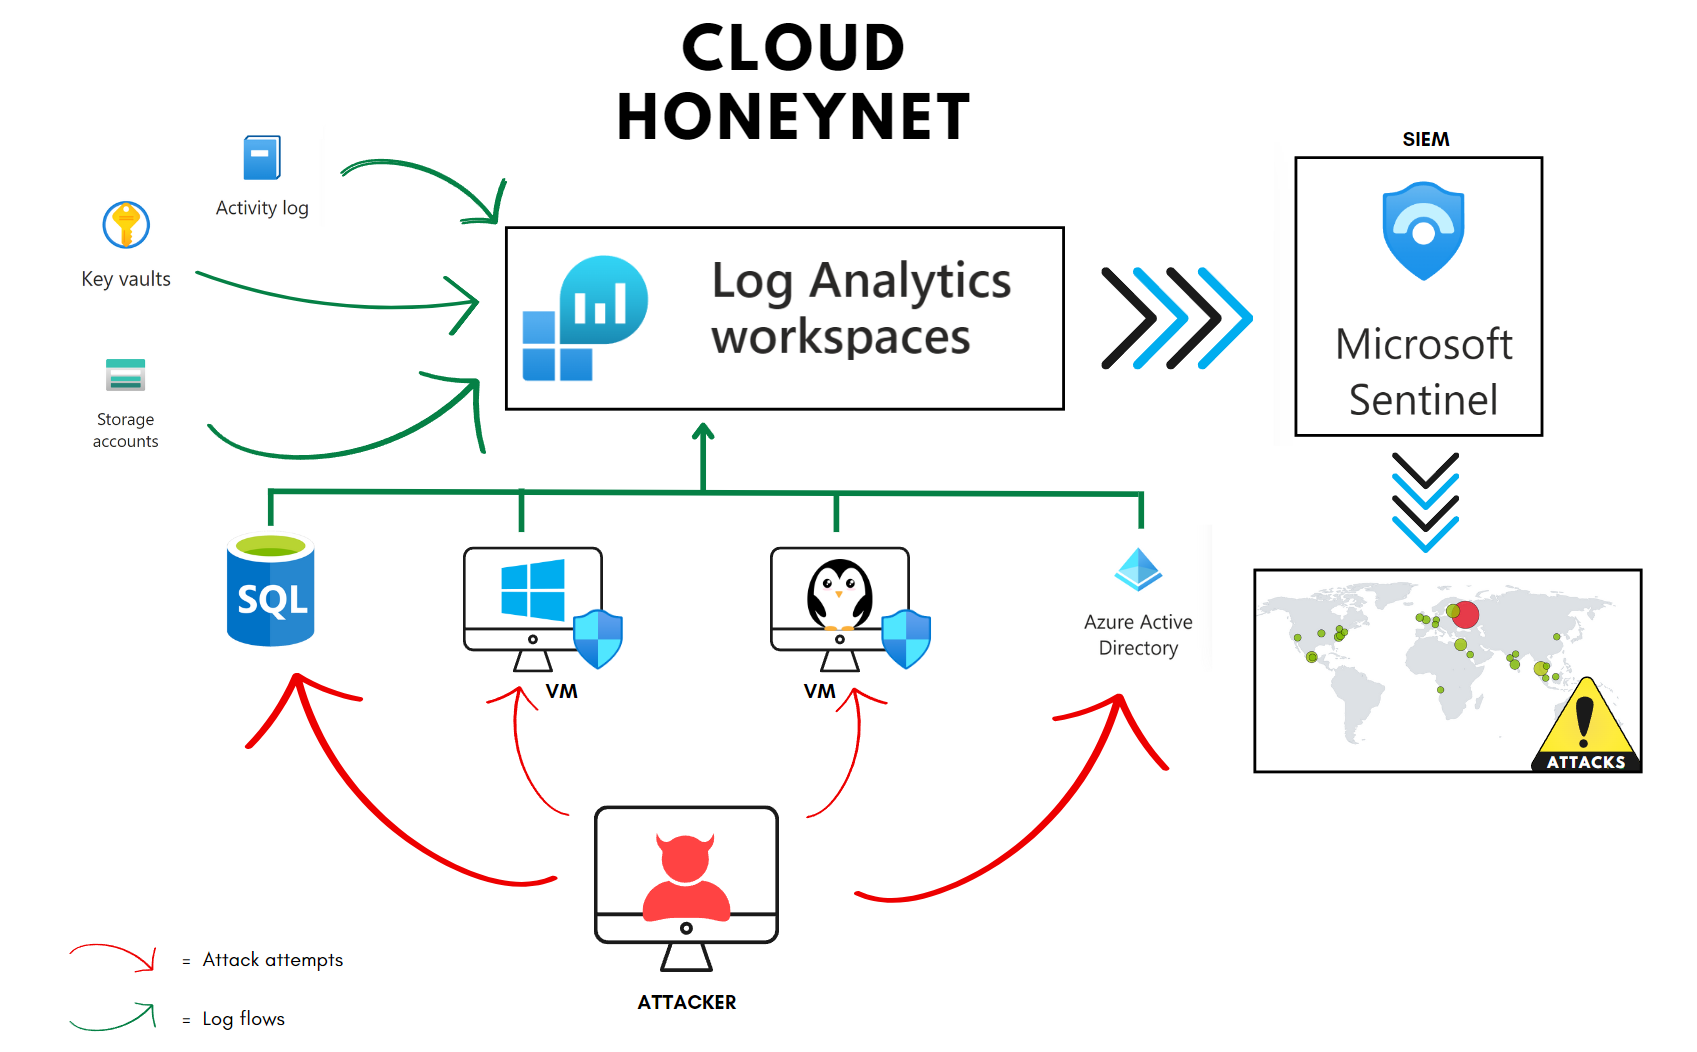 CLOUD
HONEYNET
SIEM
Activity log
Key vaults
Log Analytics
workspaces
Microsoft
Sentinel
Storage
accounts
SQL
Azure Active
Directory
VM
VM
ATTACKS
= Attack attempts
ATTACKER
= Log flows